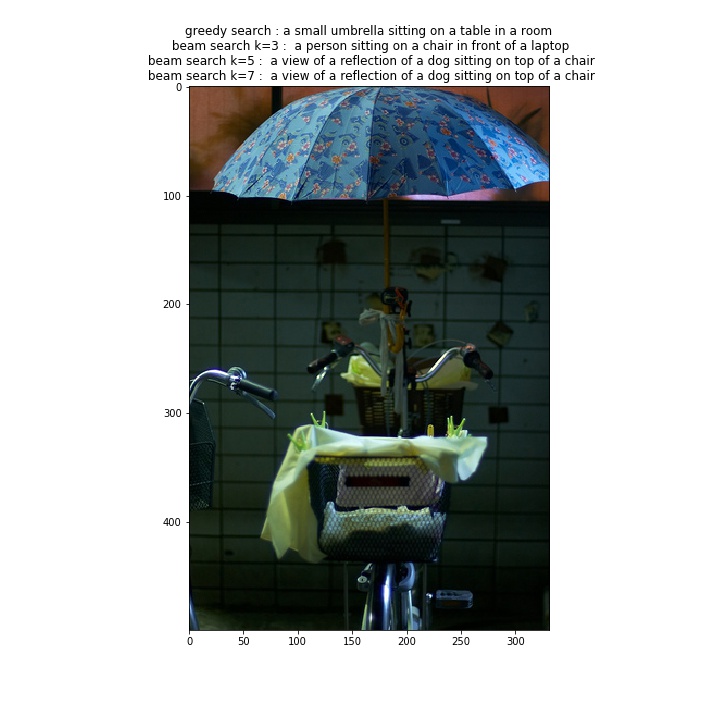 greedy search : a small umbrella sitting on a table in a room
beam search k=3 :  a person sitting on a chair in front of a laptop
beam search k=5 :  a view of a reflection of a dog sitting on top of a chair
beam search k=7 :  a view of a reflection of a dog sitting on top of a chair
0
100
200
300
400
0 50 100 150 200 250 300